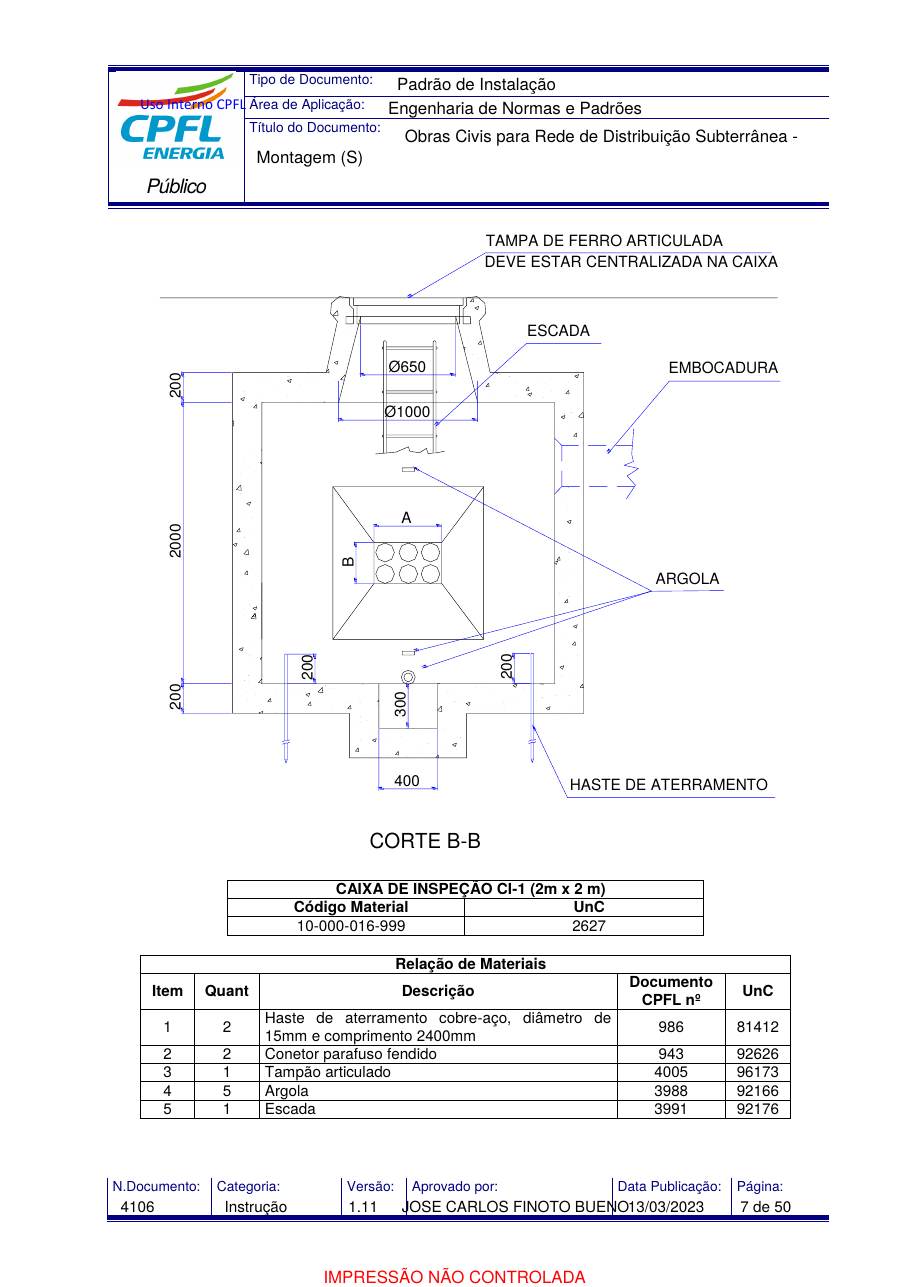 Tipo de Documento: Padrão de Instalação
Uso Interno CPFL
Área de Aplicação: Engenharia de Normas e Padrões
CPFL
ENERGIA
Título do Documento: Obras Civis para Rede de Distribuição Subterrânea -
Montagem (S)
Público
TAMPA DE FERRO ARTICULADA
DEVE ESTAR CENTRALIZADA NA CAIXA
ESCADA
EMBOCADURA
Ø650
200
Ø1000
A
2000
B
ARGOLA
200
200
200
300
400
HASTE DE ATERRAMENTO
CORTE B-B
CAIXA DE INSPEÇÃO CI-1 (2m x 2 m)
Código Material UnC
10-000-016-999 2627
Relação de Materiais
Item Quant Descrição Documento CPFL nº UnC
1 2 Haste de aterramento cobre-aço, diâmetro de 986 81412
15mm e comprimento 2400mm
2 2 Conetor parafuso fendido 943 92626
3 1 Tampão articulado 4005 96173
4 5 Argola 3988 92166
5 1 Escada 3991 92176
N.Documento: Categoria: Versão: Aprovado por: Data Publicação: Página:
4106 Instrução 1.11 JOSE CARLOS FINOTO BUENO 13/03/2023 7 de 50
IMPRESSÃO NÃO CONTROLADA